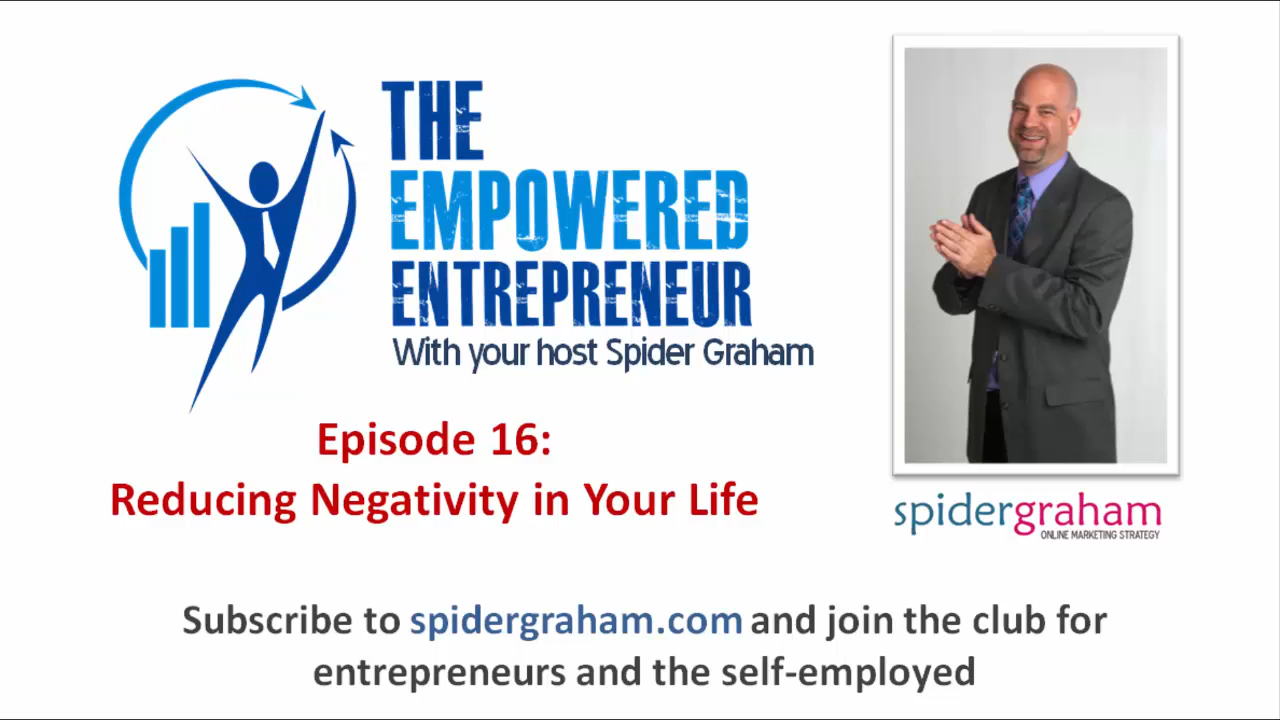 THE
EMPOWERED
ENTREPRENEUR
With your host Spider Graham
Episode 16:
Reducing Negativity in Your Life
spidergraham
ONLINE MARKETING STRATEGY
Subscribe to spidergraham.com and join the club for
entrepreneurs and the self-employed